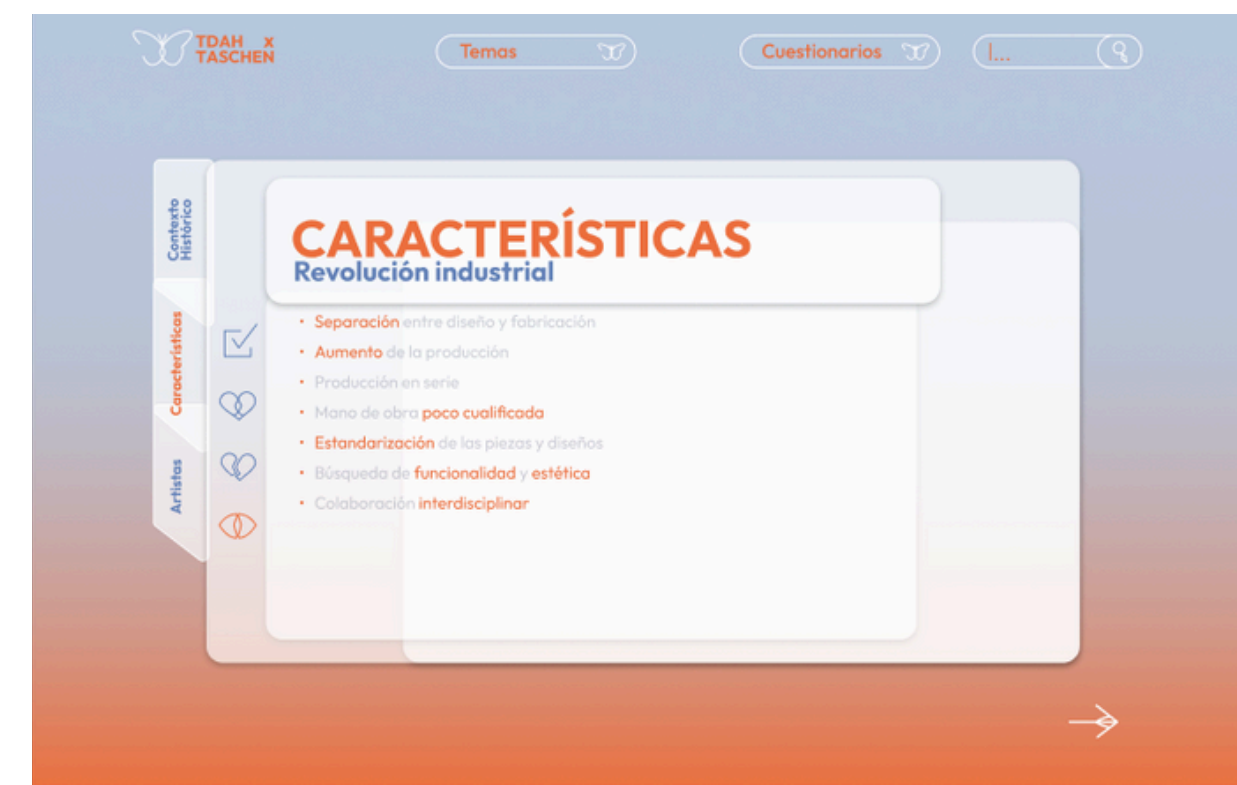 TDAH x
TASCHEN
Temas
Cuestionarios
|...
Contexto
Histórico
Características
Artistas
CARACTERÍSTICAS
Revolución industrial
• Separación entre diseño y fabricación
• Aumento de la producción
• Producción en serie
• Mano de obra poco cualificada
• Estandarización de las piezas y diseños
• Búsqueda de funcionalidad y estética
• Colaboración interdisciplinar